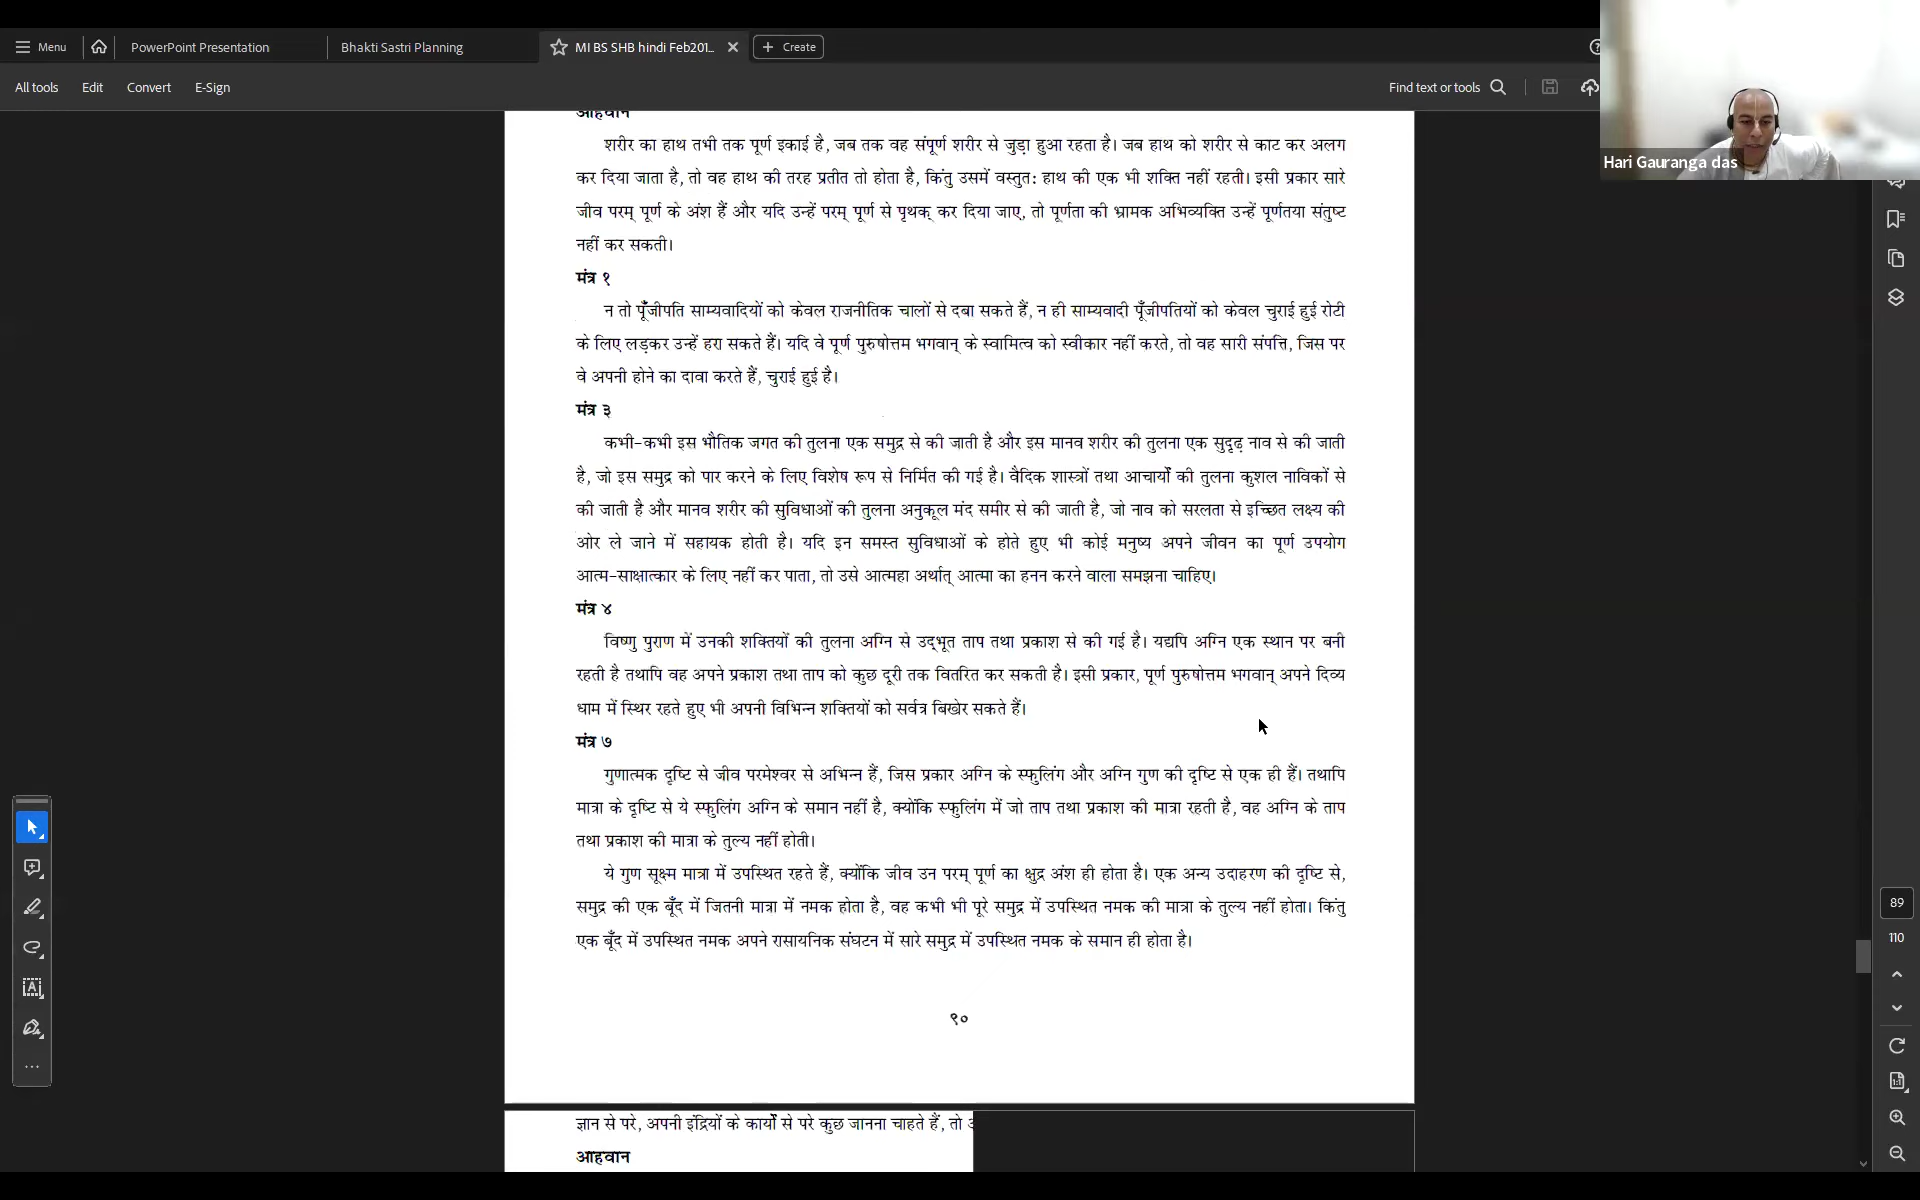 Menu
PowerPoint Presentation
Bhakti Sastri Planning
MI BS SHB hindi Feb201...
Create
All tools
Edit
Convert
E-Sign
Find text or tools
Hari Gauranga das
आहवान
शरीर का हाथ तभी तक पूर्ण इकाई है, जब तक वह संपूर्ण शरीर से जुड़ा हुआ रहता है। जब हाथ को शरीर से काट कर अलग
कर दिया जाता है, तो वह हाथ की तरह प्रतीत तो होता है, किंतु उसमें वस्तुत: हाथ की एक भी शक्ति नहीं रहती। इसी प्रकार सारे
जीव परम् पूर्ण के अंश हैं और यदि उन्हें परम् पूर्ण से पृथक् कर दिया जाए, तो पूर्णता की भ्रामक अभिव्यक्ति उन्हें पूर्णतया संतुष्ट
नहीं कर सकती।
मंत्र १
न तो पूँजीपति साम्यवादियों को केवल राजनीतिक चालों से दबा सकते हैं, न ही साम्यवादी पूँजीपतियों को केवल चुराई हुई रोटी
के लिए लड़कर उन्हें हरा सकते हैं। यदि वे पूर्ण पुरुषोत्तम भगवान् के स्वामित्व को स्वीकार नहीं करते, तो वह सारी संपत्ति, जिस पर
वे अपनी होने का दावा करते हैं, चुराई हुई है।
मंत्र ३
कभी-कभी इस भौतिक जगत की तुलना एक समुद्र से की जाती है और इस मानव शरीर की तुलना एक सुदृढ़ नाव से की जाती
है, जो इस समुद्र को पार करने के लिए विशेष रूप से निर्मित की गई है। वैदिक शास्त्रों तथा आचार्यों की तुलना कुशल नाविकों से
की जाती है और मानव शरीर की सुविधाओं की तुलना अनुकूल मंद समीर से की जाती है, जो नाव को सरलता से इच्छित लक्ष्य की
ओर ले जाने में सहायक होती है। यदि इन समस्त सुविधाओं के होते हुए भी कोई मनुष्य अपने जीवन का पूर्ण उपयोग
आत्म-साक्षात्कार के लिए नहीं कर पाता, तो उसे आत्महा अर्थात् आत्मा का हनन करने वाला समझना चाहिए।
मंत्र ४
विष्णु पुराण में उनकी शक्तियों की तुलना अग्नि से उद्भूत ताप तथा प्रकाश से की गई है। यद्यपि अग्नि एक स्थान पर बनी
रहती है तथापि वह अपने प्रकाश तथा ताप को कुछ दूरी तक वितरित कर सकती है। इसी प्रकार, पूर्ण पुरुषोत्तम भगवान् अपने दिव्य
धाम में स्थिर रहते हुए भी अपनी विभिन्न शक्तियों को सर्वत्र बिखेर सकते हैं।
मंत्र ७
गुणात्मक दृष्टि से जीव परमेश्वर से अभिन्न हैं, जिस प्रकार अग्नि के स्फुलिंग और अग्नि गुण की दृष्टि से एक ही हैं। तथापि
मात्रा के दृष्टि से ये स्फुलिंग अग्नि के समान नहीं है, क्योंकि स्फुलिंग में जो ताप तथा प्रकाश की मात्रा रहती है, वह अग्नि के ताप
तथा प्रकाश की मात्रा के तुल्य नहीं होती।
ये गुण सूक्ष्म मात्रा में उपस्थित रहते हैं, क्योंकि जीव उन परम् पूर्ण का क्षुद्र अंश ही होता है। एक अन्य उदाहरण की दृष्टि से,
समुद्र की एक बूँद में जितनी मात्रा में नमक होता है, वह कभी भी पूरे समुद्र में उपस्थित नमक की मात्रा के तुल्य नहीं होता। किंतु
एक बूँद में उपस्थित नमक अपने रासायनिक संघटन में सारे समुद्र में उपस्थित नमक के समान ही होता है।
९०
89
110
ज्ञान से परे, अपनी इंद्रियों के कार्यों से परे कुछ जानना चाहते हैं, तो
आहवान